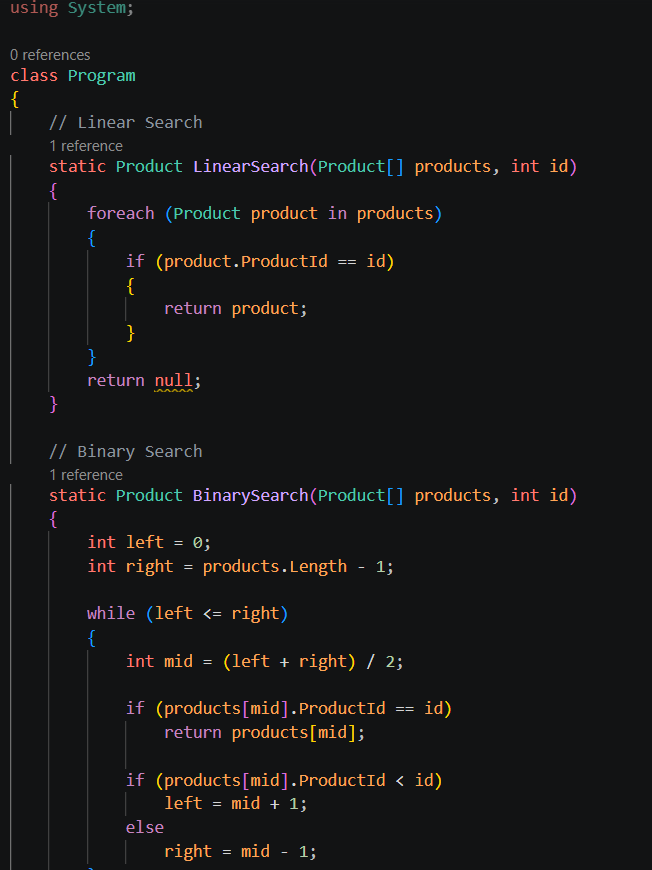 using System;
0 references
class Program
{
// Linear Search
1 reference
static Product LinearSearch(Product[] products, int id)
{
foreach (Product product in products)
{
if (product.ProductId == id)
{
return product;
}
}
return null;
}
// Binary Search
1 reference
static Product BinarySearch(Product[] products, int id)
{
int left = 0;
int right = products.Length - 1;
while (left <= right)
{
int mid = (left + right) / 2;
if (products[mid].ProductId == id)
return products[mid];
if (products[mid].ProductId < id)
left = mid + 1;
else
right = mid - 1;